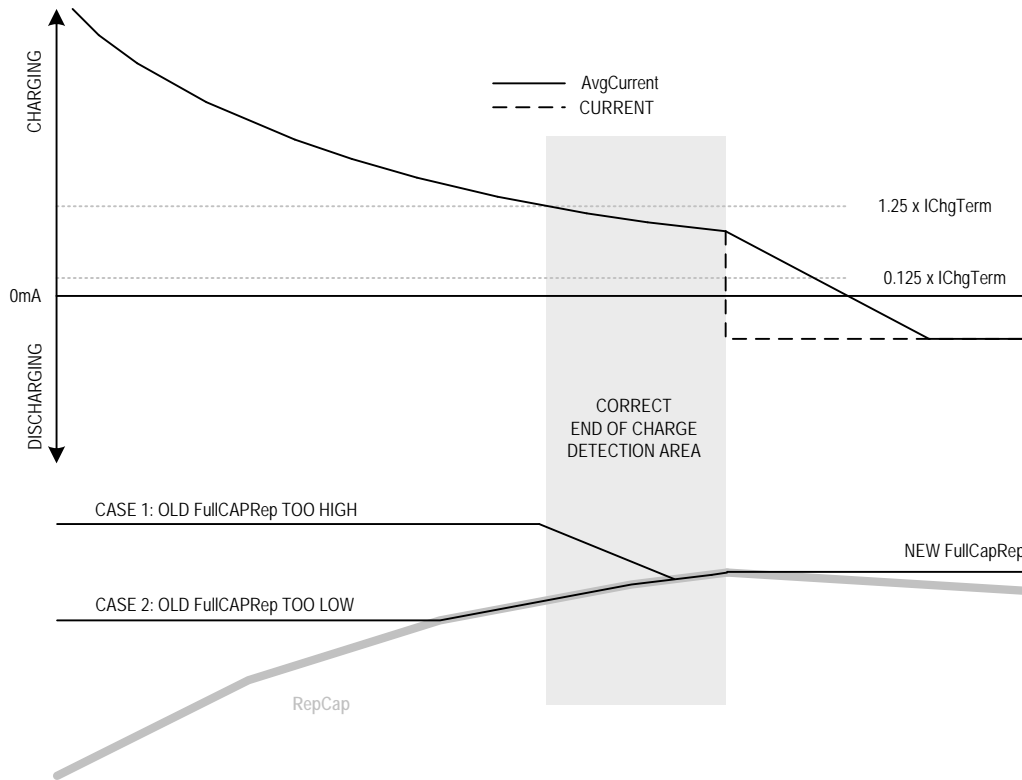 CHARGING
AvgCurrent
CURRENT
1.25 x IChgTerm
0.125 x IChgTerm
0mA
DISCHARGING
CORRECT
END OF CHARGE
DETECTION AREA
CASE 1: OLD FullCAPRep TOO HIGH
NEW FullCapRep
CASE 2: OLD FullCAPRep TOO LOW
RepCap